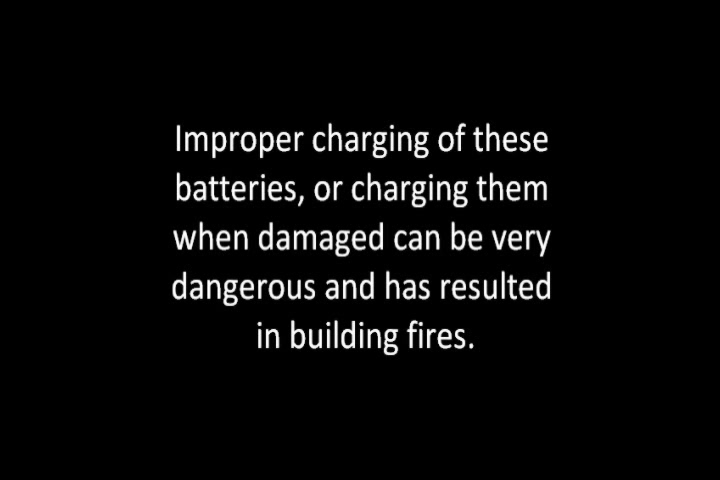 Improper charging of these
batteries, or charging them
when damaged can be very
dangerous and has resulted
in building fires.